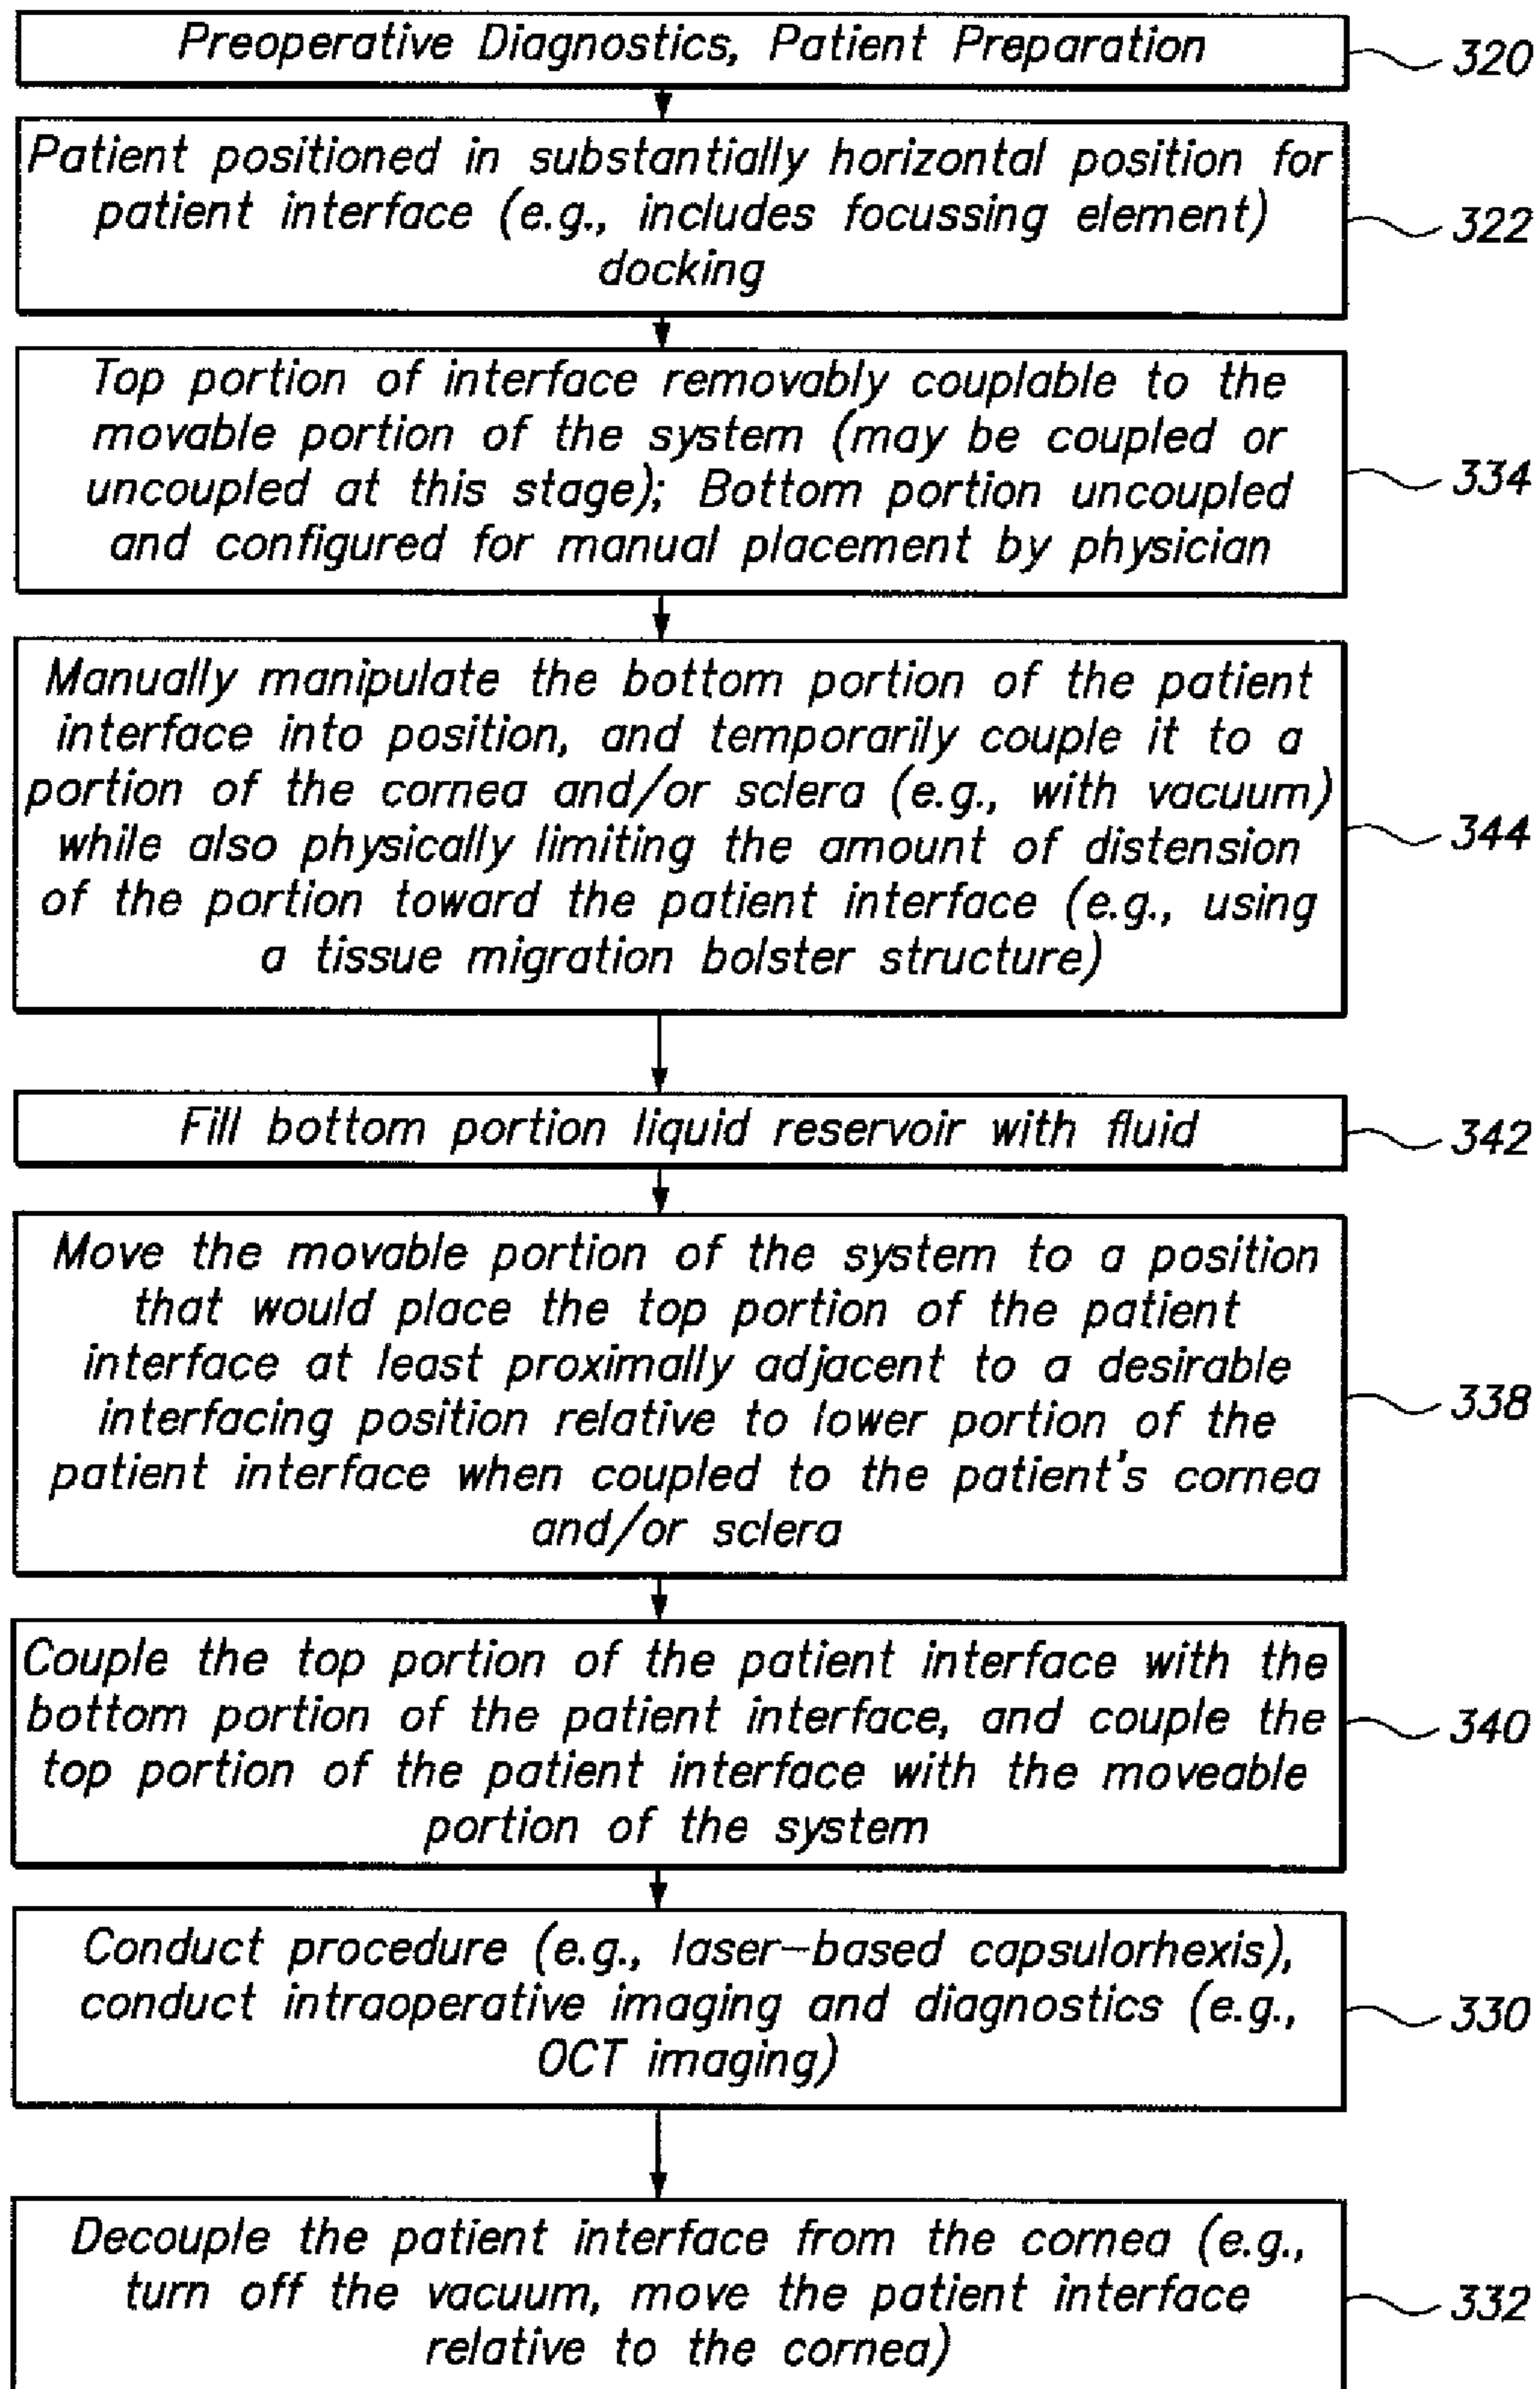 Preoperative Diagnostics, Patient Preparation
320
Patient positioned in substantially horizontal position for
patient interface (e.g., includes focussing element)
docking
322
Top portion of interface removably couplable to the
movable portion of the system (may be coupled or
uncoupled at this stage); Bottom portion uncoupled
and configured for manual placement by physician
334
Manually manipulate the bottom portion of the patient
interface into position, and temporarily couple it to a
portion of the cornea and/or sclera (e.g., with vacuum)
while also physically limiting the amount of distension
of the portion toward the patient interface (e.g., using
a tissue migration bolster structure)
344
Fill bottom portion liquid reservoir with fluid
342
Move the movable portion of the system to a position
that would place the top portion of the patient
interface at least proximally adjacent to a desirable
interfacing position relative to lower portion of the
patient interface when coupled to the patient's cornea
and/or sclera
338
Couple the top portion of the patient interface with the
bottom portion of the patient interface, and couple the
top portion of the patient interface with the moveable
portion of the system
340
Conduct procedure (e.g., laser-based capsulorhexis),
conduct intraoperative imaging and diagnostics (e.g.,
OCT imaging)
330
Decouple the patient interface from the cornea (e.g.,
turn off the vacuum, move the patient interface
relative to the cornea)
332